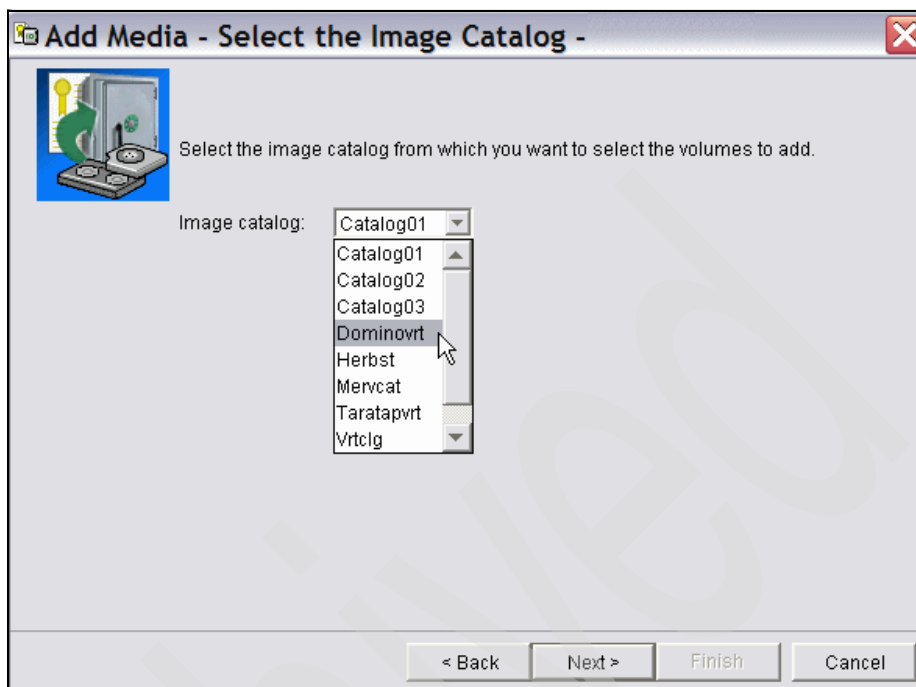 Add Media - Select the Image Catalog -
Select the image catalog from which you want to select the volumes to add.
Image catalog: Catalog01
Catalog01
Catalog02
Catalog03
Dominovrt
Herbst
Mervcat
Taratapvrt
Vrtclg
< Back Next > Finish Cancel